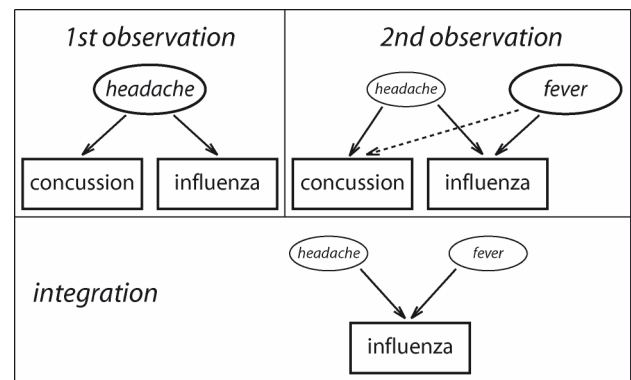 1st observation
headache
concussion
influenza
2nd observation
headache
fever
concussion
influenza
integration
headache
fever
influenza